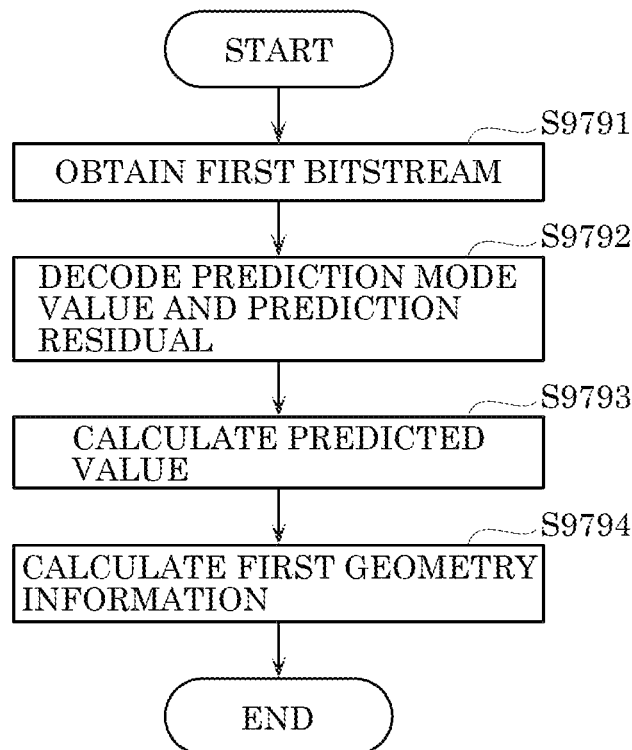 START
S9791
OBTAIN FIRST BITSTREAM
S9792
DECODE PREDICTION MODE
VALUE AND PREDICTION
RESIDUAL
S9793
CALCULATE PREDICTED
VALUE
S9794
CALCULATE FIRST GEOMETRY
INFORMATION
END